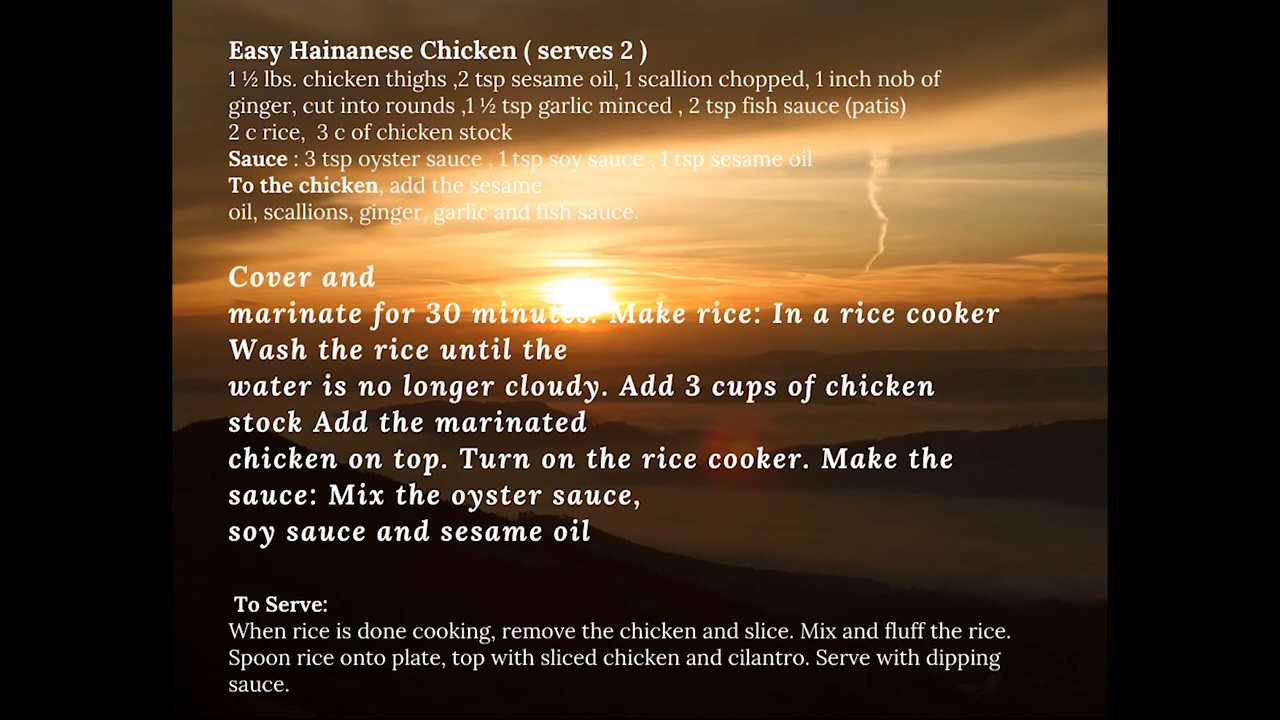 Easy Hainanese Chicken ( serves 2 )
1 ½ lbs. chicken thighs ,2 tsp sesame oil, 1 scallion chopped, 1 inch nob of
ginger, cut into rounds ,1 ½ tsp garlic minced , 2 tsp fish sauce (patis)
2 c rice,  3 c of chicken stock
Sauce : 3 tsp oyster sauce , 1 tsp soy sauce , 1 tsp sesame oil
To the chicken, add the sesame
oil, scallions, ginger, garlic and fish sauce.
Cover and
marinate for 30 minutes. Make rice: In a rice cooker
Wash the rice until the
water is no longer cloudy. Add 3 cups of chicken
stock Add the marinated
chicken on top. Turn on the rice cooker. Make the
sauce: Mix the oyster sauce,
soy sauce and sesame oil
To Serve:
When rice is done cooking, remove the chicken and slice. Mix and fluff the rice.
Spoon rice onto plate, top with sliced chicken and cilantro. Serve with dipping
sauce.